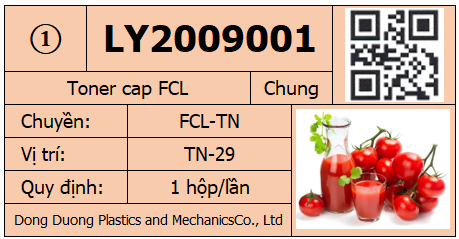 ① LY2009001
Toner cap FCL Chung
Chuyền: FCL-TN
Vị trí: TN-29
Quy định: 1 hộp/lần
Dong Duong Plastics and MechanicsCo., Ltd